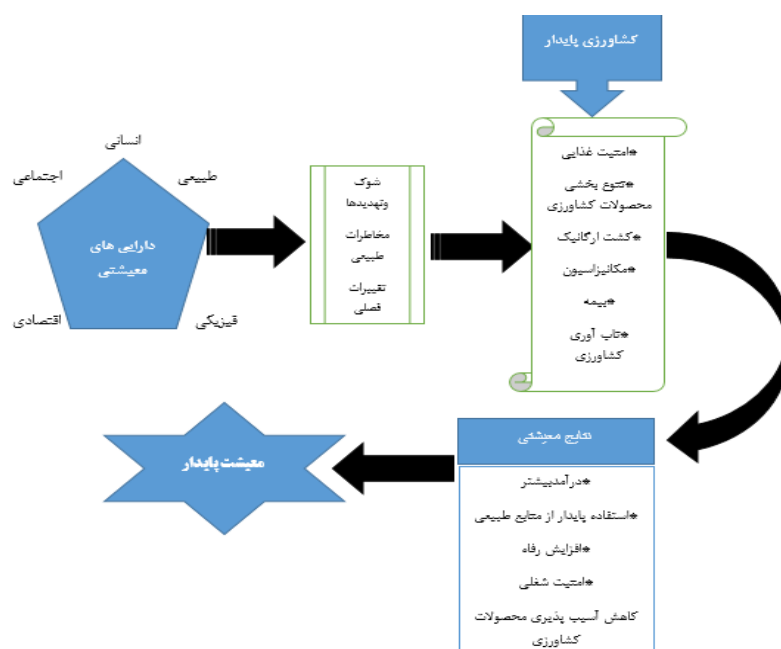 کشاورزی پایدار
انسانی
اجتماعی
طبیعی
دارایی های
معیشتی
اقتصادی
قیزیکی
شوک
وتهدیدها
مخاطرات
طبیعی
تقییرات
فصلی
*امنیت غذایی
*تنوع بخشی
محصولات کشاورزی
*کشت ارگانیک
*مکانیزاسیون
*بیمه
*تاب آوری
کشاورزی
نتایج معیشتی
*درآمدبیشتر
*استفاده پایدار از منابع طبیعی
*افزایش رفاه
*امنیت شغلی
کاهش آسیب پذیری محصولات
کشاورزی
معیشت پایدار